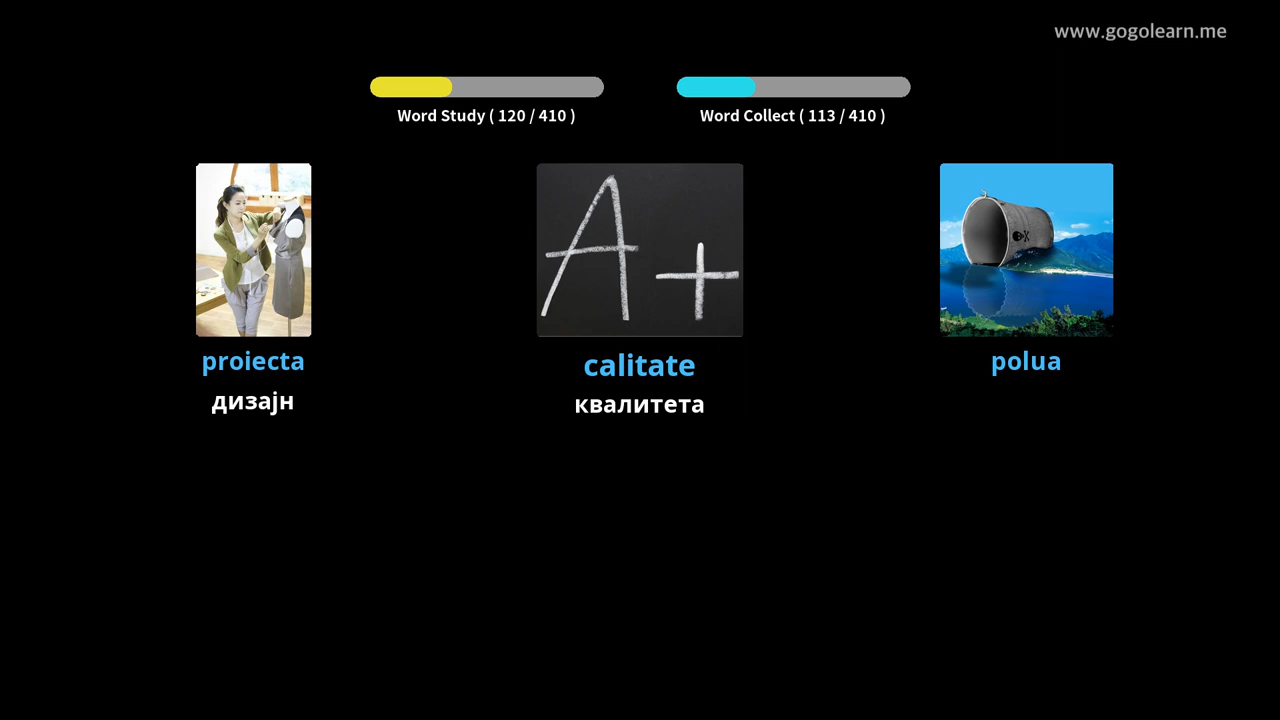 www.gogolearn.me
Word Study ( 120 / 410 )
Word Collect ( 113 / 410 )
A+
proiecta
calitate
polua
дизајн
квалитета